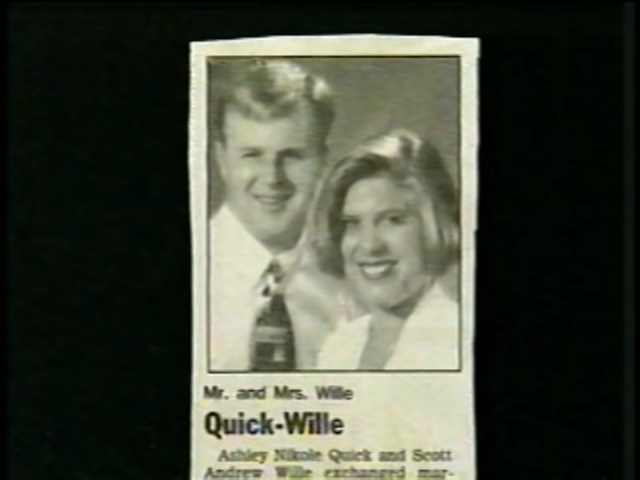 Mr. and Mrs. Wille
Quick-Wille
Ashley Nikole Quick and Scott
Andrew Wille exchanged mar-